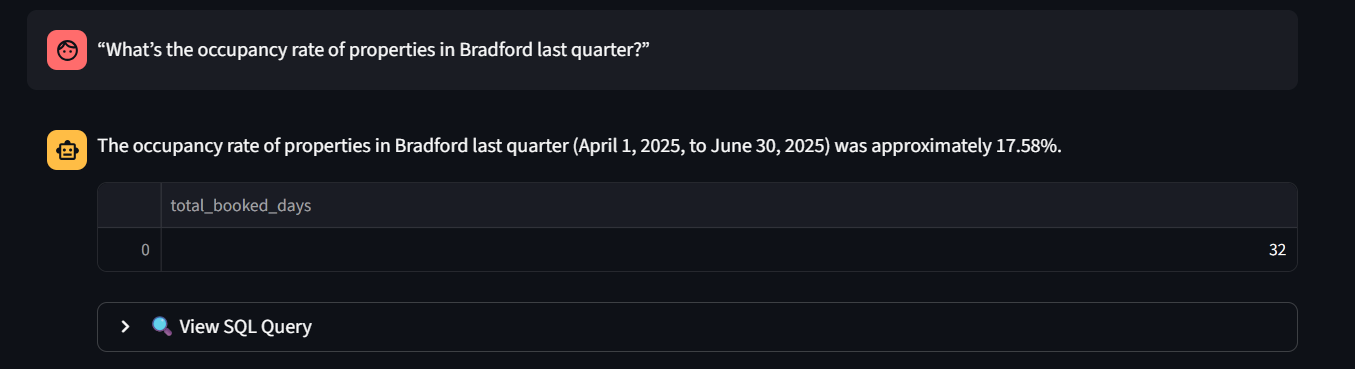 “What’s the occupancy rate of properties in Bradford last quarter?”
The occupancy rate of properties in Bradford last quarter (April 1, 2025, to June 30, 2025) was approximately 17.58%.
total_booked_days
0 32
View SQL Query